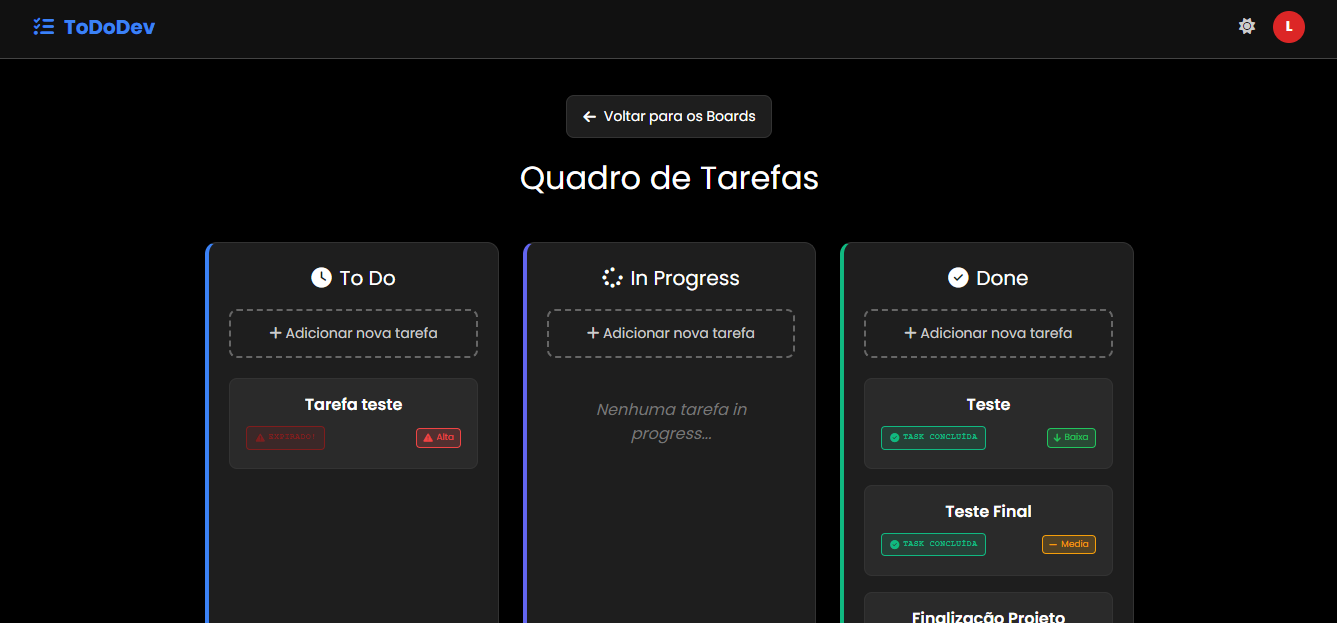 ToDoDev
L
Voltar para os Boards
Quadro de Tarefas
To Do
Adicionar nova tarefa
Tarefa teste
EXPIRADO!
Alta
In Progress
Adicionar nova tarefa
Nenhuma tarefa in
progress...
Done
Adicionar nova tarefa
Teste
TASK CONCLUÍDA
Baixa
Teste Final
TASK CONCLUÍDA
Media
Finalização Projeto